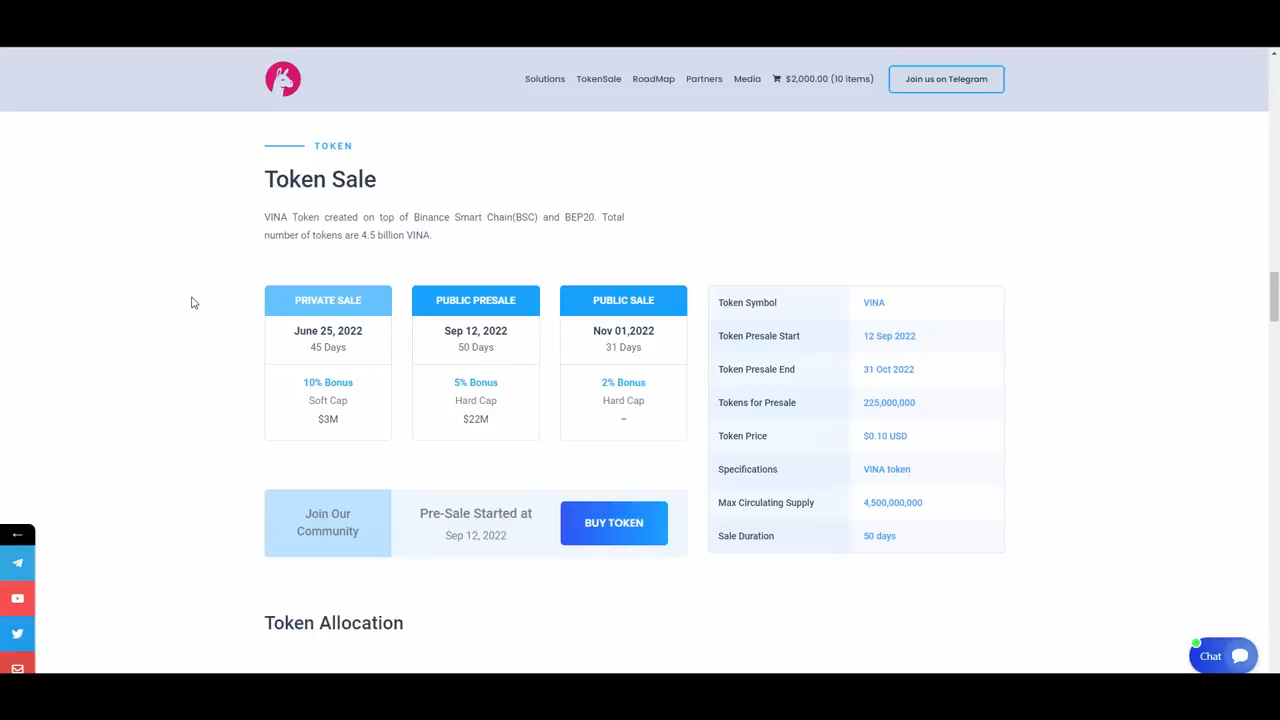 Solutions TokenSale RoadMap Partners Media $2,000.00 (10 items) Join us on Telegram
TOKEN
Token Sale
VINA Token created on top of Binance Smart Chain(BSC) and BEP20. Total
number of tokens are 4.5 billion VINA.
PRIVATE SALE
June 25, 2022
45 Days
10% Bonus
Soft Cap
$3M
PUBLIC PRESALE
Sep 12, 2022
50 Days
5% Bonus
Hard Cap
$22M
PUBLIC SALE
Nov 01,2022
31 Days
2% Bonus
Hard Cap
–
Token Symbol VINA
Token Presale Start 12 Sep 2022
Token Presale End 31 Oct 2022
Tokens for Presale 225,000,000
Token Price $0.10 USD
Specifications VINA token
Max Circulating Supply 4,500,000,000
Sale Duration 50 days
Join Our
Community
Pre-Sale Started at
Sep 12, 2022
BUY TOKEN
Token Allocation
Chat